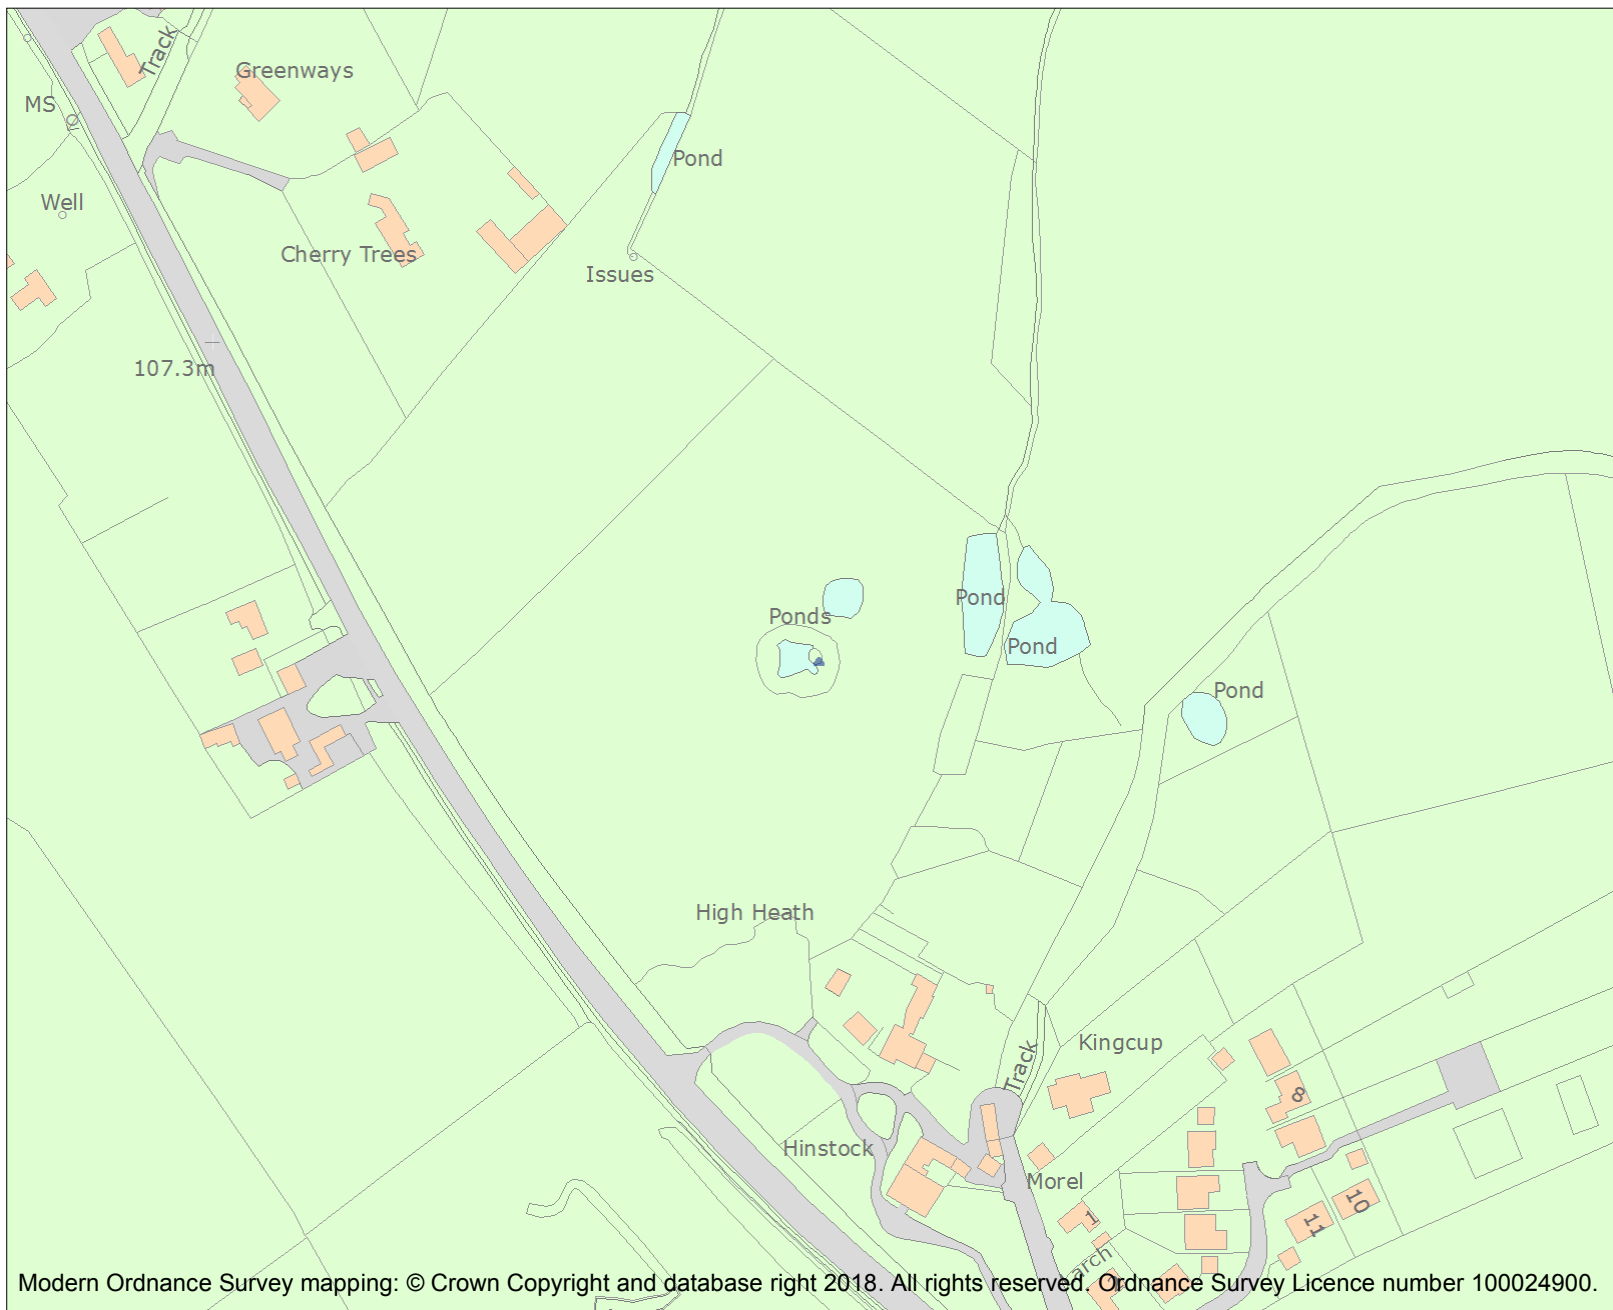 Track
Greenways
MS
Pond
Well
Cherry Trees
Issues
107.3m
Pond
Ponds
Pond
Pond
High Heath
Kingcup
Track
8
Hinstock
Morel
10
1
11
arch
Modern Ordnance Survey mapping: © Crown Copyright and database right 2018. All rights reserved. Ordnance Survey Licence number 100024900.